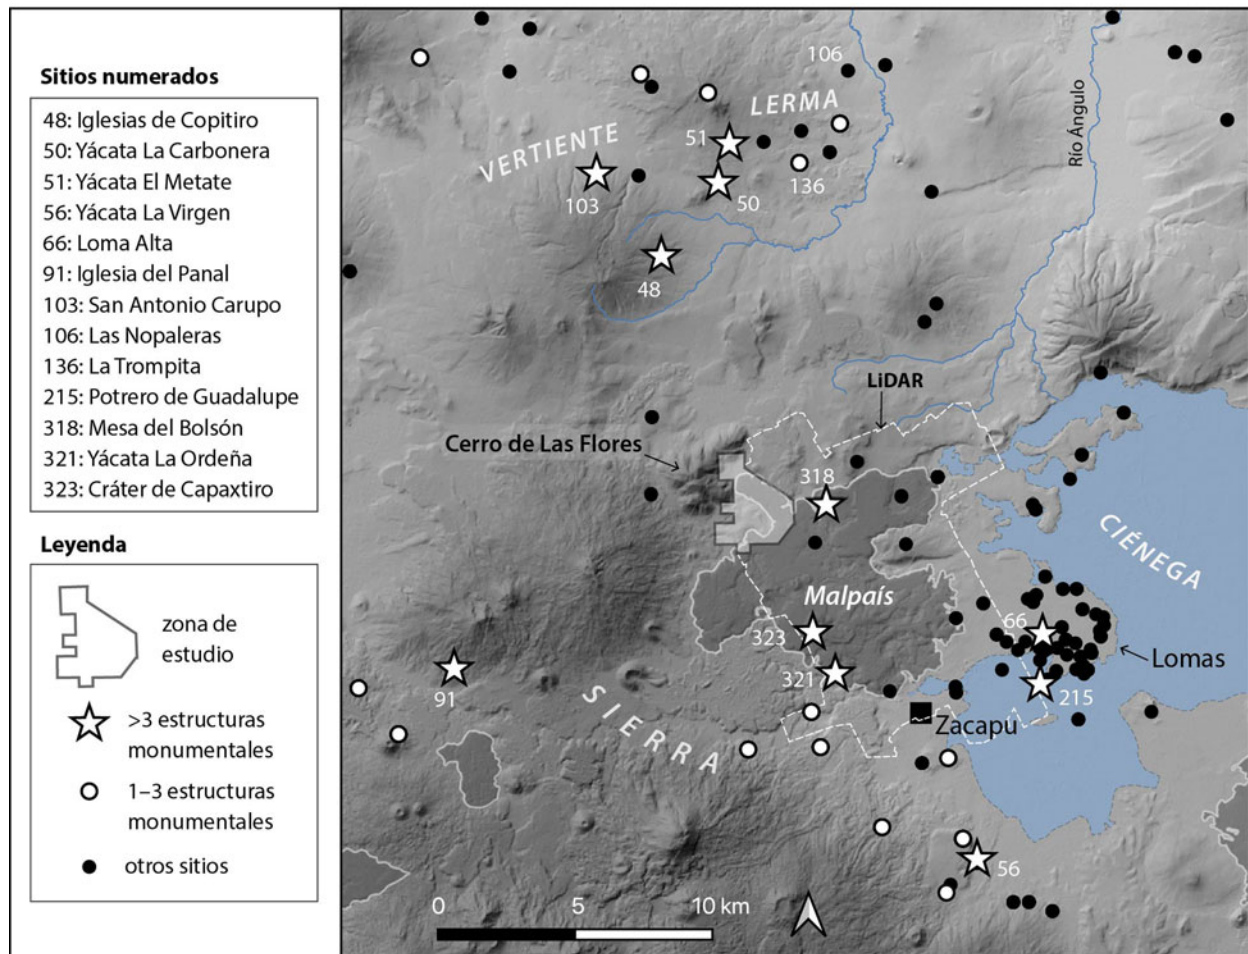 Sitios numerados
48: Iglesias de Copitiro
50: Yácata La Carbonera
51: Yácata El Metate
56: Yácata La Virgen
66: Loma Alta
91: Iglesia del Panal
103: San Antonio Carupo
106: Las Nopaleras
136: La Trompita
215: Potrero de Guadalupe
318: Mesa del Bolsón
321: Yácata La Ordeña
323: Cráter de Capaxtiro
Leyenda
zona de
estudio
>3 estructuras
monumentales
1–3 estructuras
monumentales
otros sitios
106
LERMA
51
VERTIENTE
136
103
50
48
Río Ángulo
LiDAR
Cerro de Las Flores
318
CIÉNEGA
Malpaís
66
323
Lomas
321
91
215
SIERRA
Zacapu
56
0
5
10 km